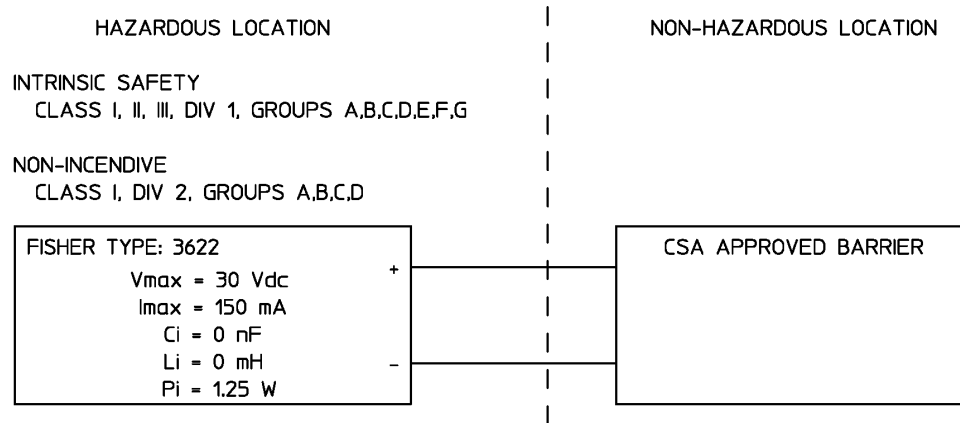 HAZARDOUS LOCATION
NON-HAZARDOUS LOCATION
INTRINSIC SAFETY
CLASS I, II, III, DIV 1, GROUPS A,B,C,D,E,F,G
NON-INCENDIVE
CLASS I, DIV 2, GROUPS A,B,C,D
FISHER TYPE: 3622
Vmax = 30 Vdc
Imax = 150 mA
Ci = 0 nF
Li = 0 mH
Pi = 1.25 W
+
-
CSA APPROVED BARRIER